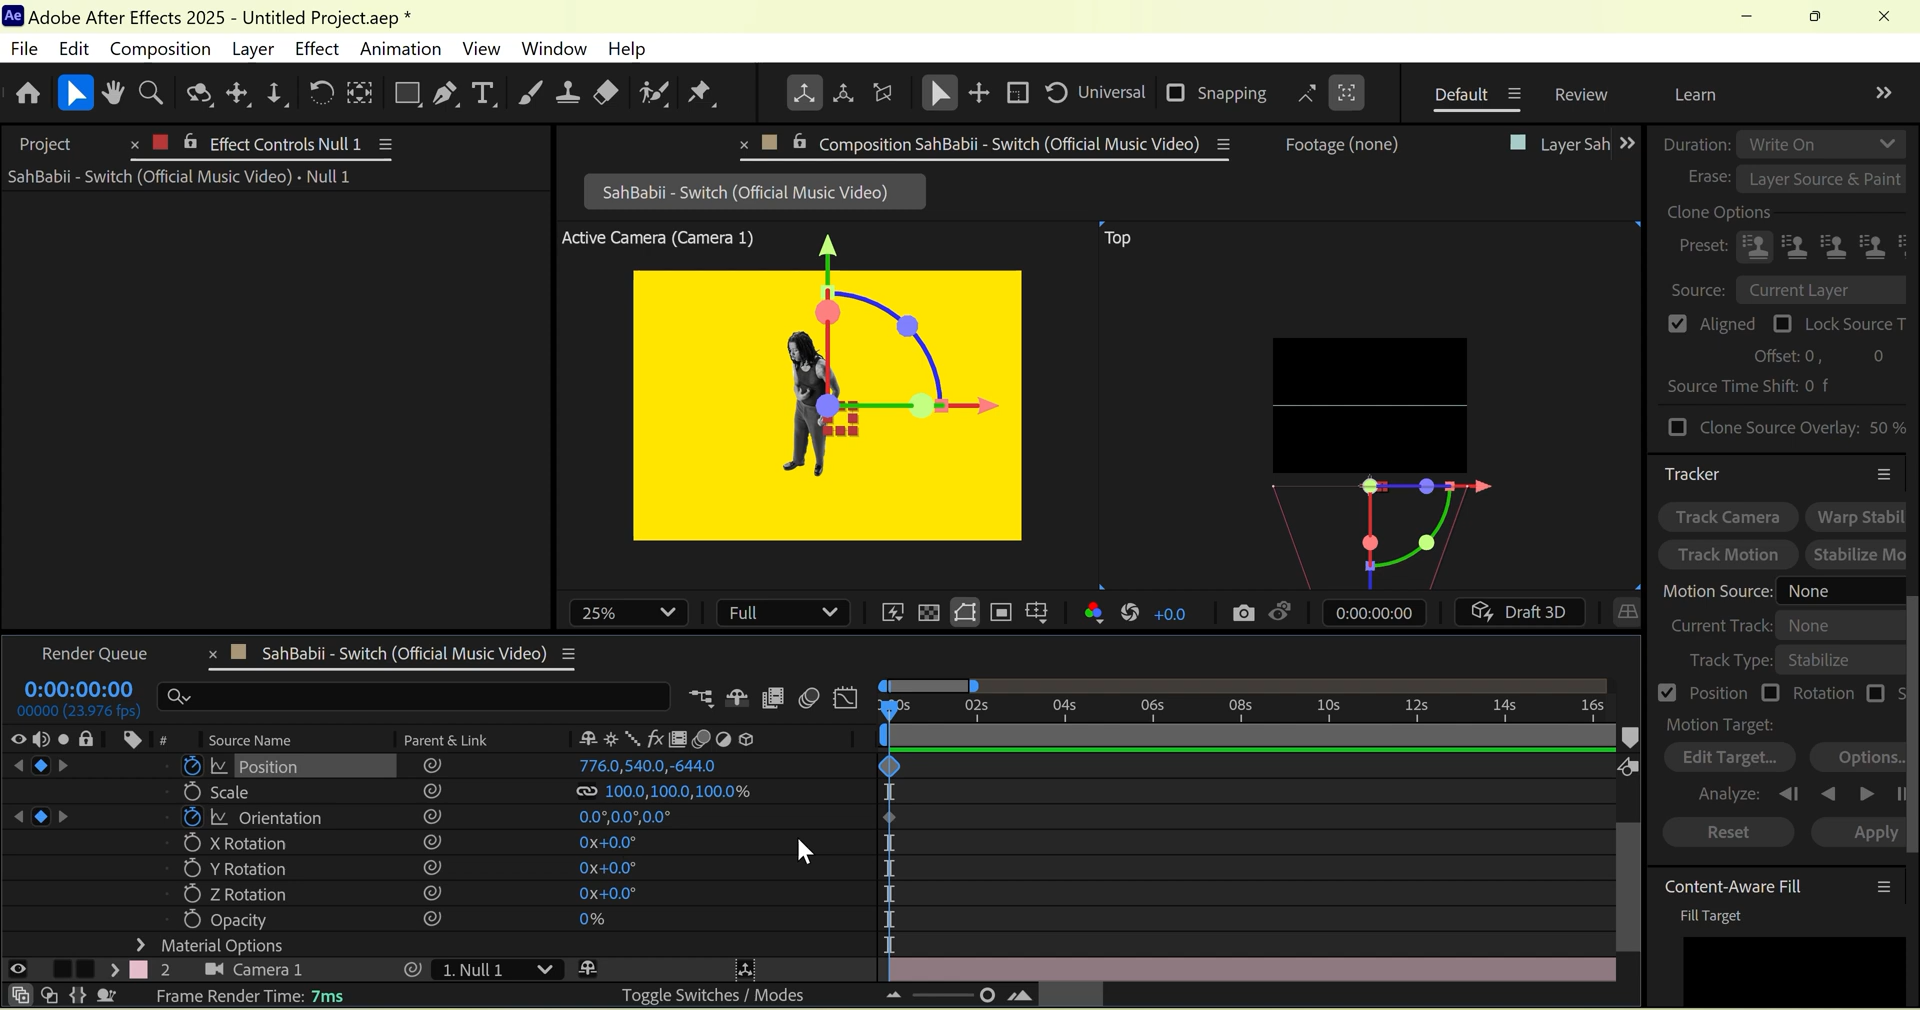 Ae Adobe After Effects 2025 - Untitled Project.aep *
File Edit Composition Layer Effect Animation View Window Help
Universal Snapping Default Review Learn
Project × Effect Controls Null 1
SahBabii - Switch (Official Music Video) • Null 1
× Composition SahBabii - Switch (Official Music Video) Footage (none) Layer Sah
SahBabii - Switch (Official Music Video)
Active Camera (Camera 1)
Top
25% Full +0.0 0:00:00:00 Draft 3D
Duration: Write On
Erase: Layer Source & Paint
Clone Options
Preset:
Source: Current Layer
Aligned Lock Source T
Offset: 0 , 0
Source Time Shift: 0 f
Clone Source Overlay: 50 %
Tracker
Track Camera Warp Stabil
Track Motion Stabilize Mo
Motion Source: None
Current Track: None
Track Type: Stabilize
Position Rotation S
Motion Target:
Edit Target... Options..
Analyze:
Reset Apply
Content-Aware Fill
Fill Target
Render Queue × SahBabii - Switch (Official Music Video)
0:00:00:00
00000 (23.976 fps)
0s 02s 04s 06s 08s 10s 12s 14s 16s
# Source Name Parent & Link
Position 776.0,540.0,-644.0
Scale 100.0,100.0,100.0%
Orientation 0.0°,0.0°,0.0°
X Rotation 0x+0.0°
Y Rotation 0x+0.0°
Z Rotation 0x+0.0°
Opacity 0%
Material Options
2 Camera 1 1. Null 1
Frame Render Time: 7ms Toggle Switches / Modes